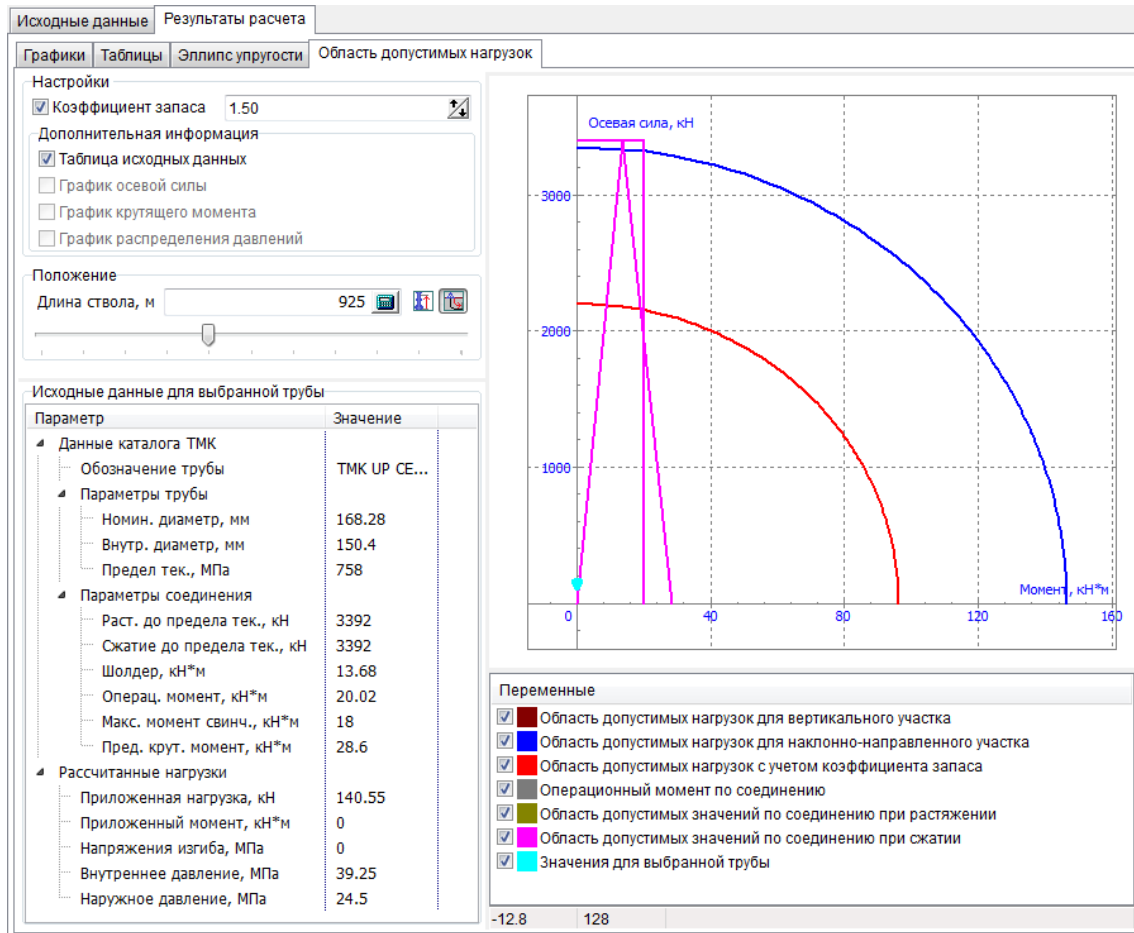 Исходные данные
Результаты расчета
Графики
Таблицы
Эллипс упругости
Область допустимых нагрузок
Настройки
Коэффициент запаса 1.50
Дополнительная информация
Таблица исходных данных
График осевой силы
График крутящего момента
График распределения давлений
Положение
Длина ствола, м 925
Исходные данные для выбранной трубы
Параметр Значение
Данные каталога ТМК
Обозначение трубы TMK UP CE...
Параметры трубы
Номин. диаметр, мм 168.28
Внутр. диаметр, мм 150.4
Предел тек., МПа 758
Параметры соединения
Раст. до предела тек., кН 3392
Сжатие до предела тек., кН 3392
Шолдер, кН*м 13.68
Операц. момент, кН*м 20.02
Макс. момент свинч., кН*м 18
Пред. крут. момент, кН*м 28.6
Рассчитанные нагрузки
Приложенная нагрузка, кН 140.55
Приложенный момент, кН*м 0
Напряжения изгиба, МПа 0
Внутреннее давление, МПа 39.25
Наружное давление, МПа 24.5
Осевая сила, кН
3000
2000
1000
Момент, кН*м
0 40 80 120 160
Переменные
Область допустимых нагрузок для вертикального участка
Область допустимых нагрузок для наклонно-направленного участка
Область допустимых нагрузок с учетом коэффициента запаса
Операционный момент по соединению
Область допустимых значений по соединению при растяжении
Область допустимых значений по соединению при сжатии
Значения для выбранной трубы
-12.8 128